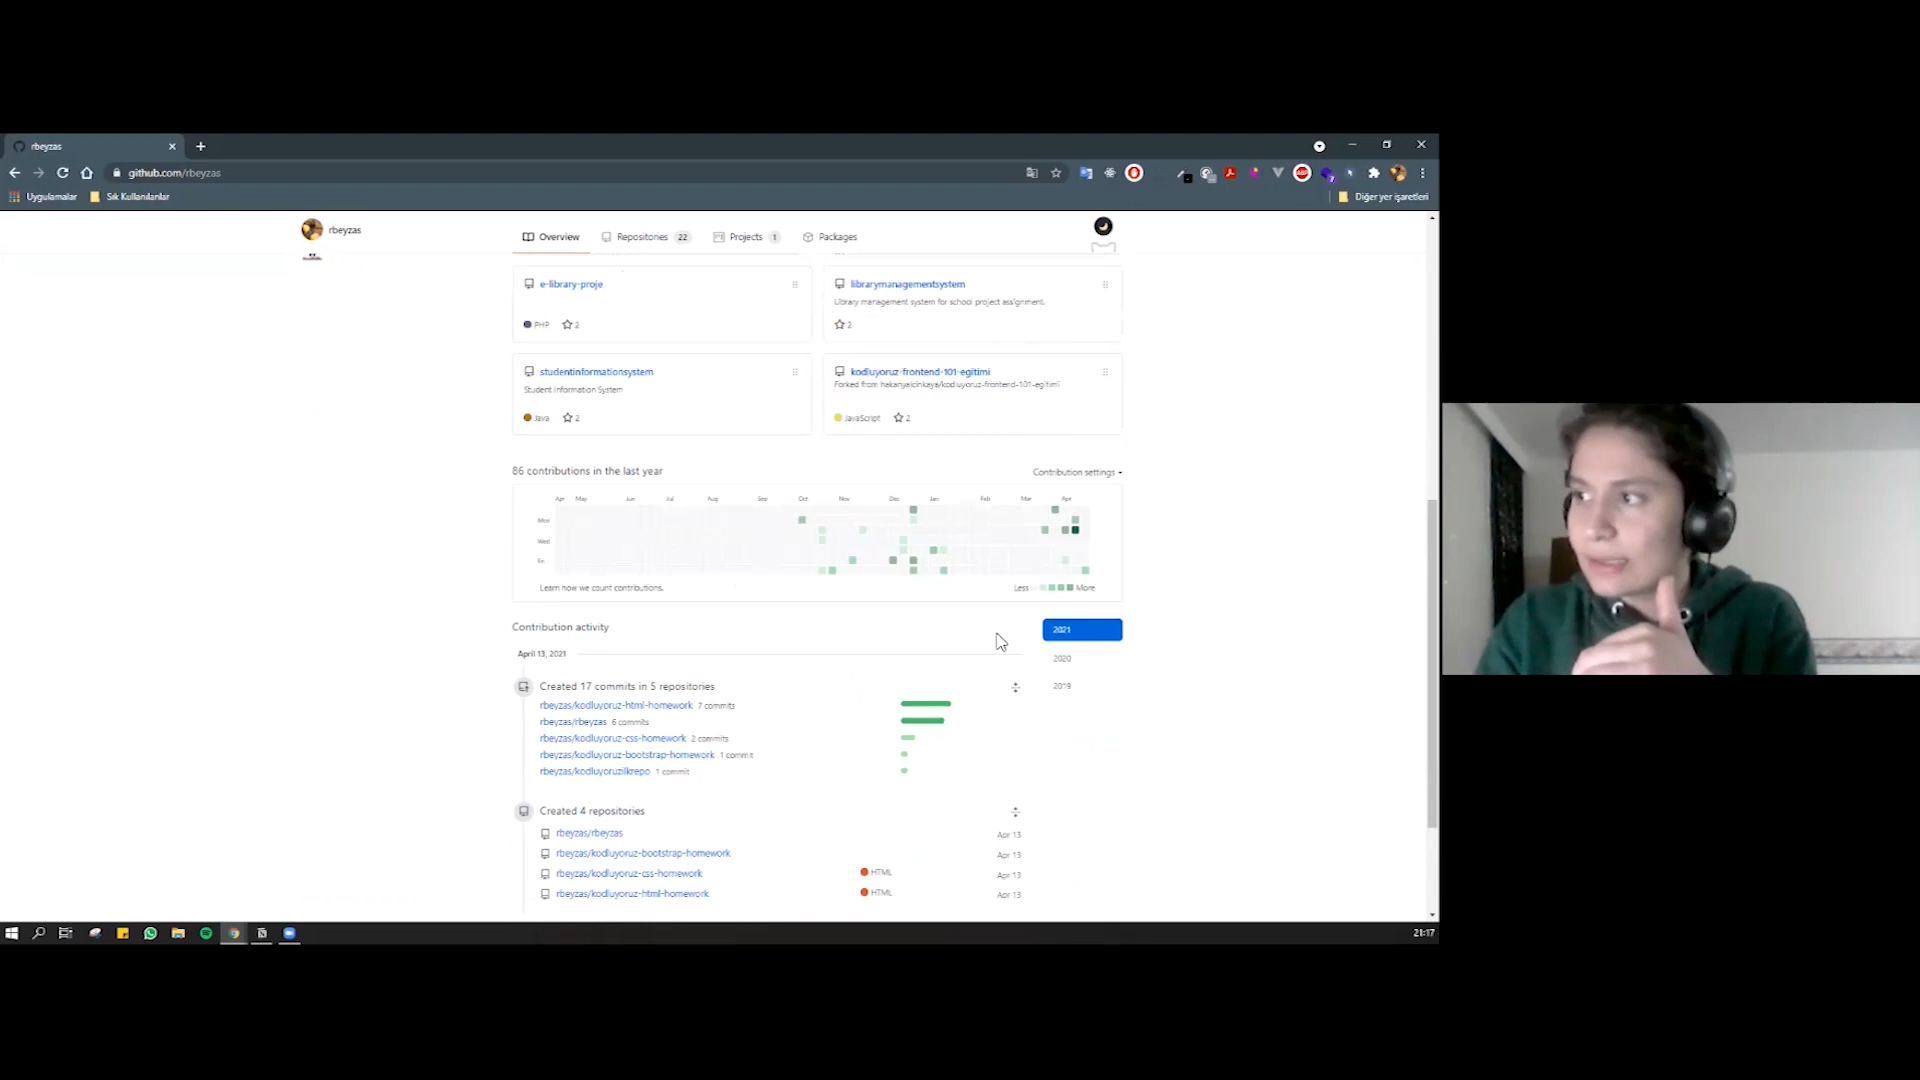 rbeyzas
github.com/rbeyzas
Uygulamalar
Sık Kullanılanlar
Diğer yer işaretleri
rbeyzas
Overview
Repositories 22
Projects 1
Packages
e-library-proje
PHP 2
librarymanagementsystem
Library management system for school project assignment.
2
studentinformationsystem
Student Information System
Java 2
kodluyoruz-frontend-101-egitimi
Forked from hakanyalcinkaya/kodluyoruz-frontend-101-egitimi
JavaScript 2
86 contributions in the last year
Contribution settings
Apr May Jun Jul Aug Sep Oct Nov Dec Jan Feb Mar Apr
Mon
Wed
Fri
Learn how we count contributions.
Less More
Contribution activity
2021
2020
2019
April 13, 2021
Created 17 commits in 5 repositories
rbeyzas/kodluyoruz-html-homework 7 commits
rbeyzas/rbeyzas 6 commits
rbeyzas/kodluyoruz-css-homework 2 commits
rbeyzas/kodluyoruz-bootstrap-homework 1 commit
rbeyzas/kodluyoruzilkrepo 1 commit
Created 4 repositories
rbeyzas/rbeyzas Apr 13
rbeyzas/kodluyoruz-bootstrap-homework Apr 13
rbeyzas/kodluyoruz-css-homework HTML Apr 13
rbeyzas/kodluyoruz-html-homework HTML Apr 13
21:17